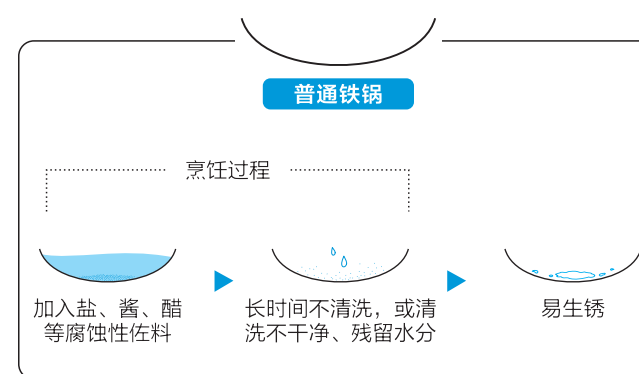 普通铁锅
烹饪过程
加入盐、酱、醋
等腐蚀性佐料
长时间不清洗，或清
洗不干净、残留水分
易生锈